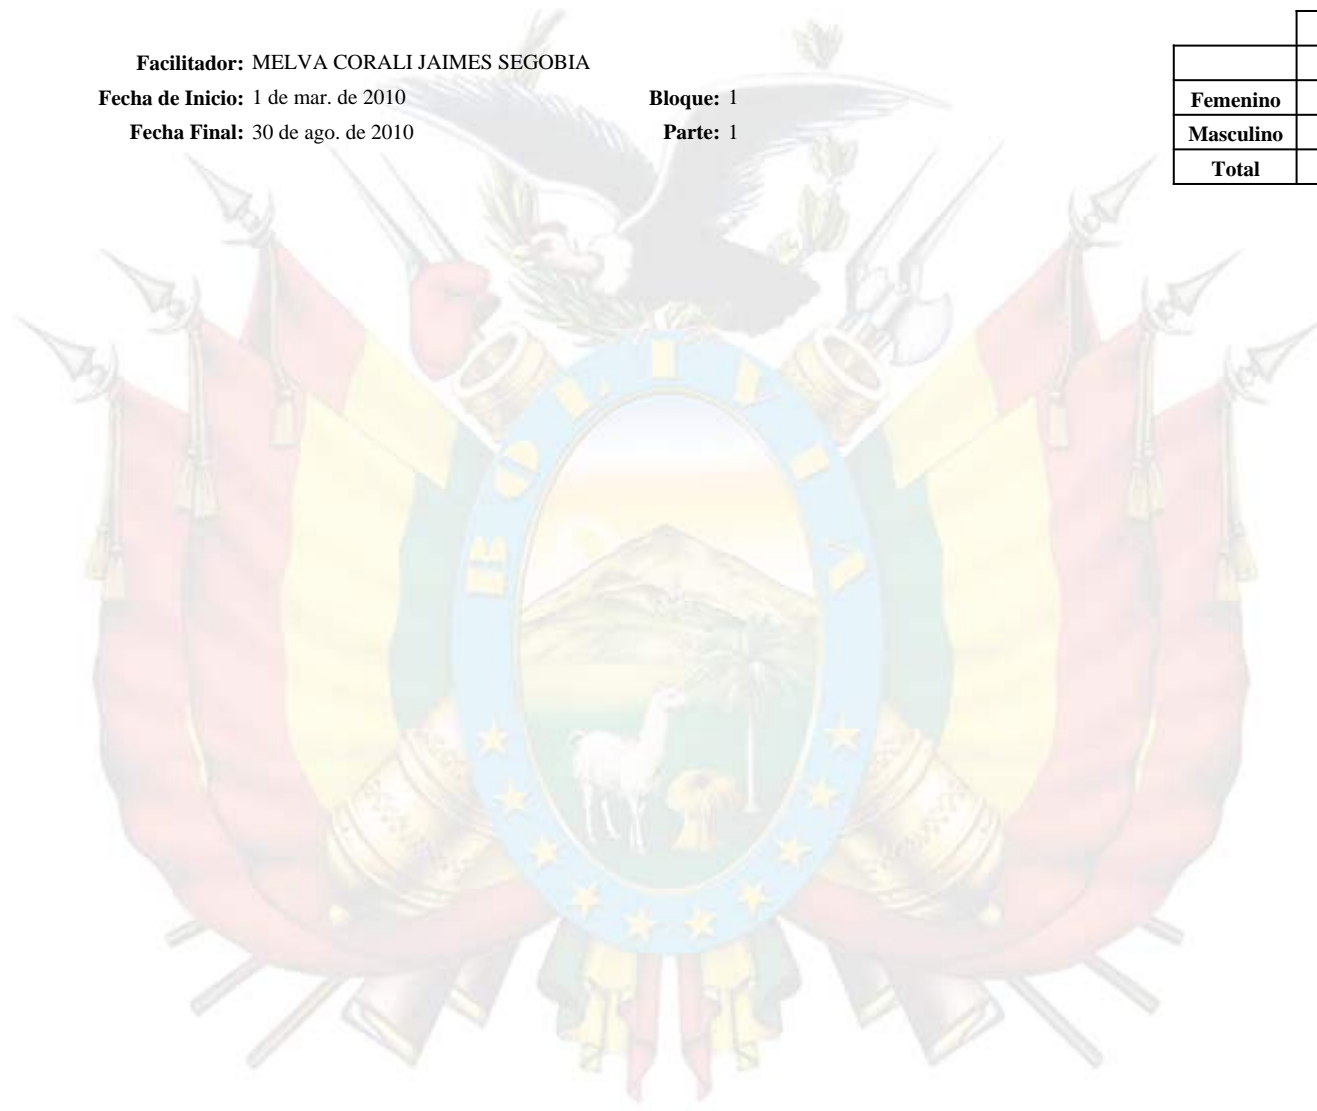 Facilitador: MELVA CORALI JAIMES SEGOBIA
Fecha de Inicio: 1 de mar. de 2010 Bloque: 1
Fecha Final: 30 de ago. de 2010 Parte: 1
Femenino
Masculino
Total
BOLIVIA